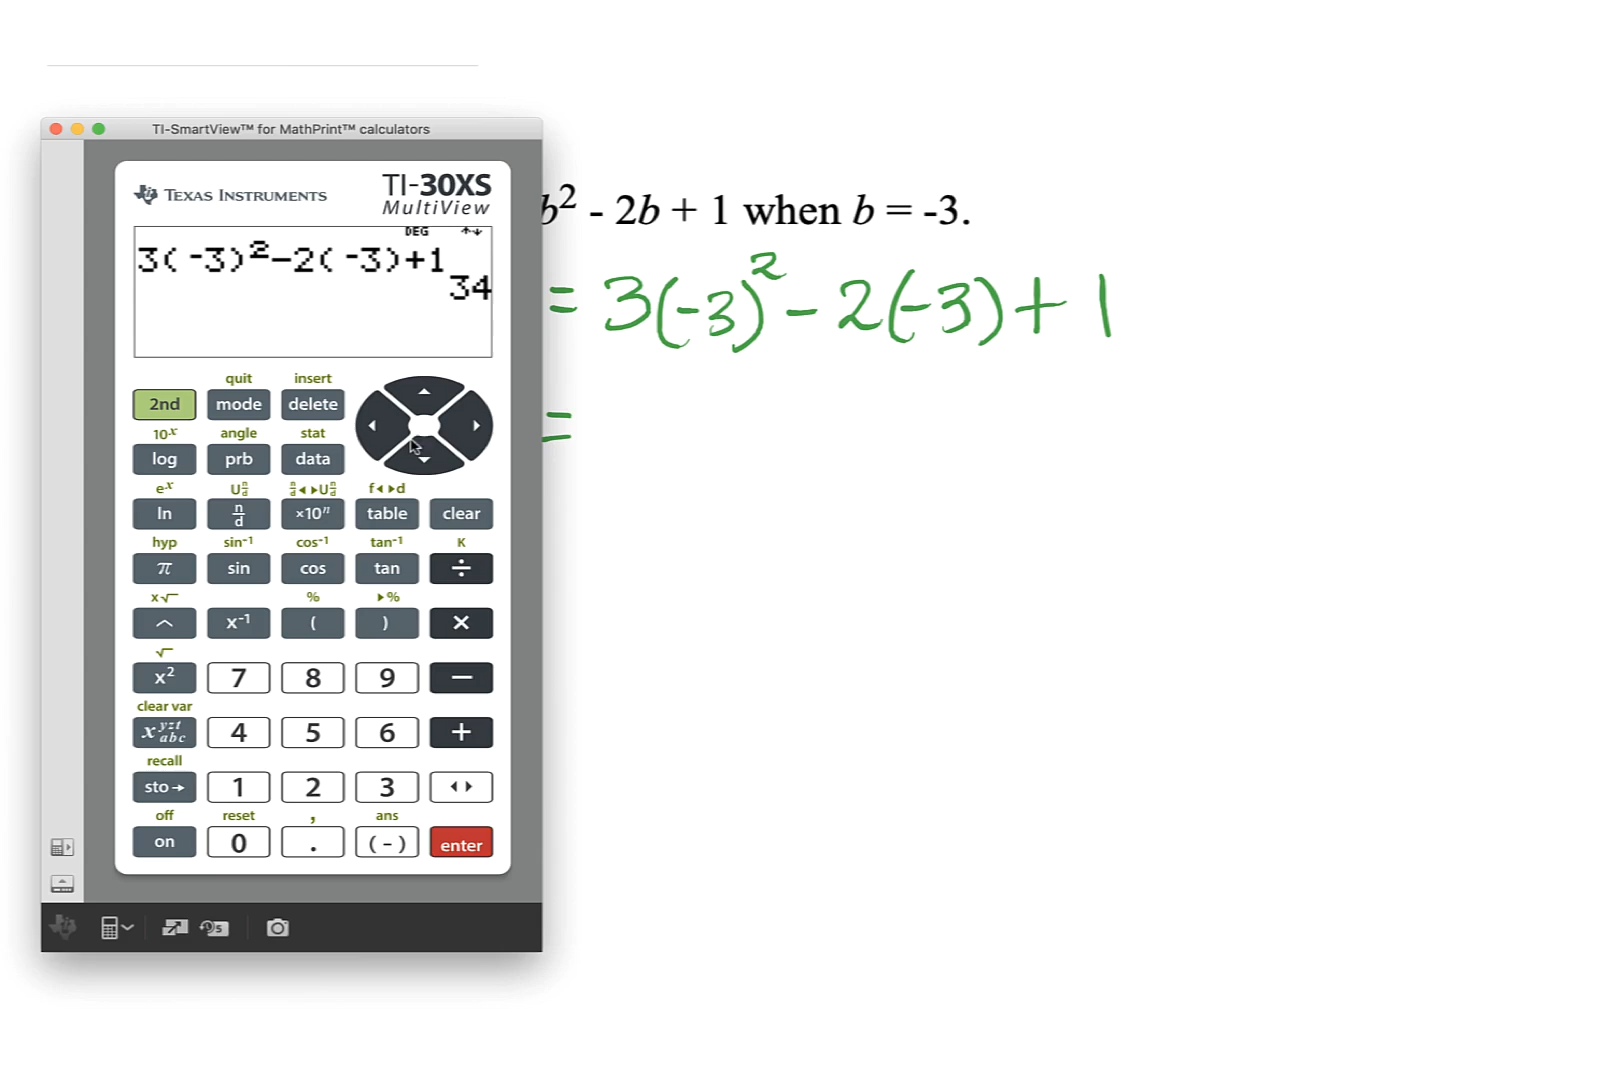 TI-SmartView™ for MathPrint™ calculators
TEXAS INSTRUMENTS TI-30XS
MultiView
DEG
3(-3)²-2(-3)+1
34
b² - 2b + 1 when b = -3.
= 3(-3)² - 2(-3) + 1
=
quit insert
2nd mode delete
10ˣ angle stat
log prb data
eˣ U n/d n/d ◄►U n/d f◄►d
ln n/d ×10ⁿ table clear
hyp sin⁻¹ cos⁻¹ tan⁻¹ K
π sin cos tan ÷
x√ % ►%
^ x⁻¹ ( ) ×
√
x² 7 8 9 −
clear var
x yzt abc 4 5 6 +
recall
sto→ 1 2 3 ◄►
off reset , ans
on 0 . (-) enter